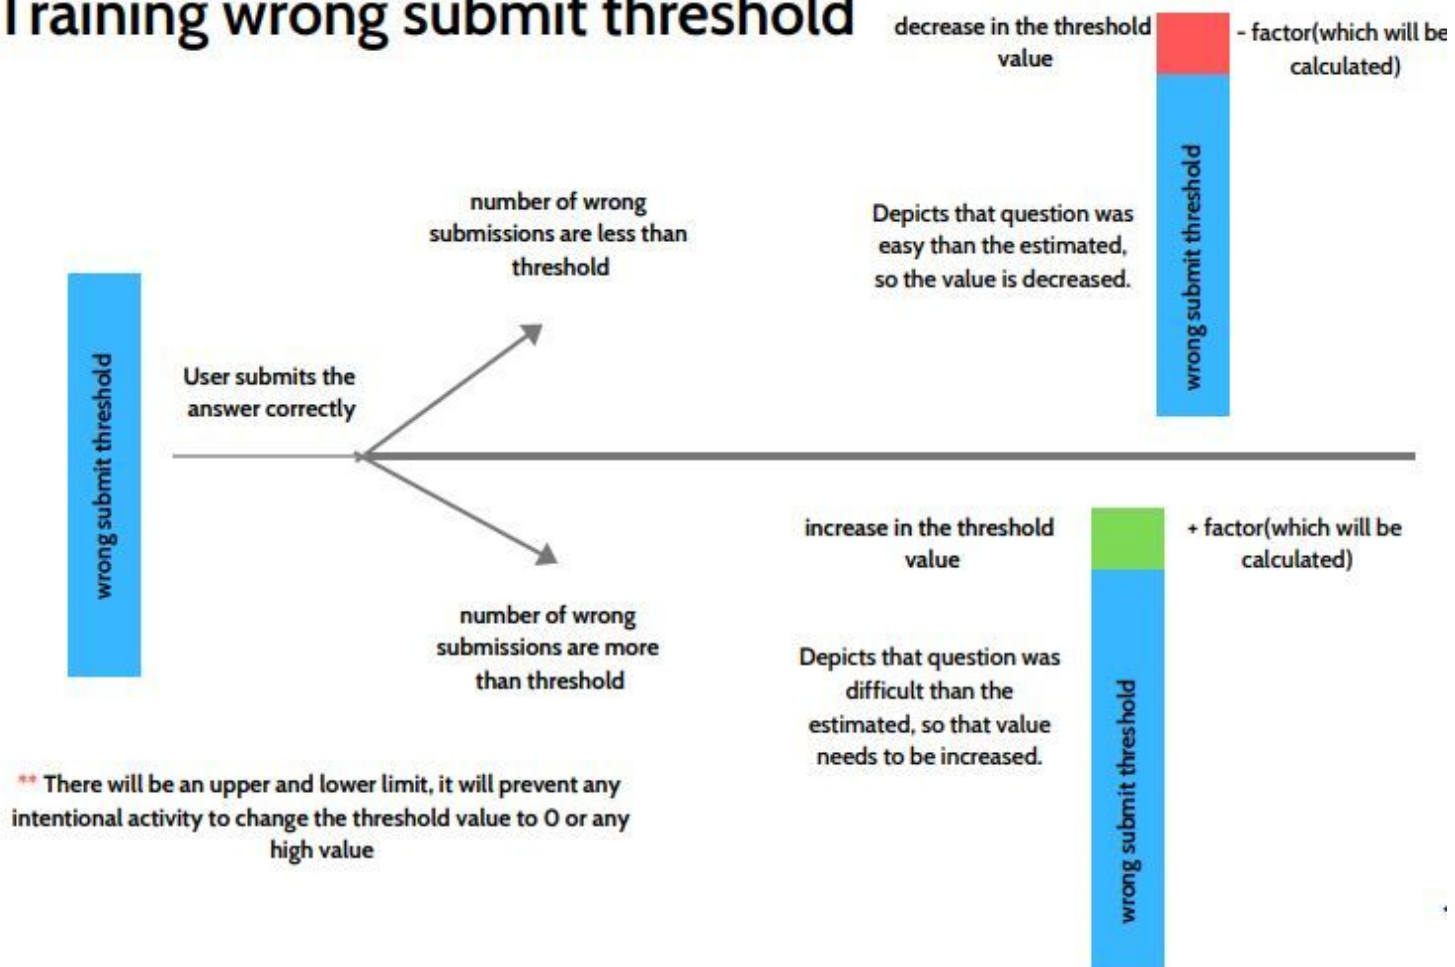 Training wrong submit threshold
decrease in the threshold
value
- factor(which will be
calculated)
wrong submit threshold
number of wrong
submissions are less than
threshold
Depicts that question was
easy than the estimated,
so the value is decreased.
wrong submit threshold
User submits the
answer correctly
increase in the threshold
value
+ factor(which will be
calculated)
number of wrong
submissions are more
than threshold
Depicts that question was
difficult than the
estimated, so that value
needs to be increased.
wrong submit threshold
** There will be an upper and lower limit, it will prevent any
intentional activity to change the threshold value to 0 or any
high value